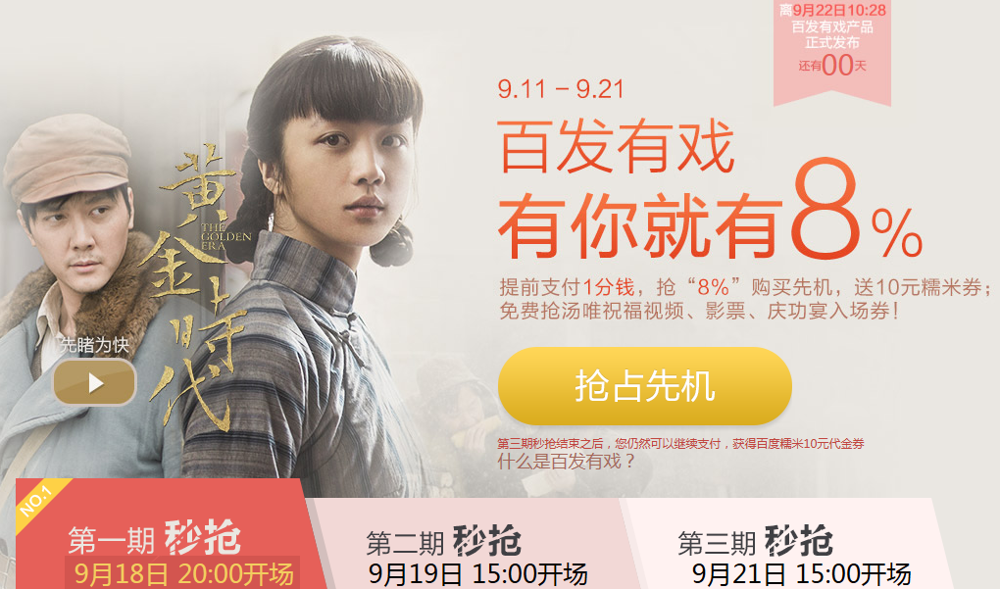 离9月22日10:28
百发有戏产品
正式发布
还有00天
9.11 – 9.21
百发有戏
有你就有8%
提前支付1分钱，抢“8%”购买先机，送10元糯米券；
免费抢汤唯祝福视频、影票、庆功宴入场券！
黄金时代
THE
GOLDEN
ERA
先睹为快
抢占先机
第三期秒抢结束之后，您仍然可以继续支付，获得百度糯米10元代金券
什么是百发有戏？
NO.1
第一期 秒抢
9月18日 20:00开场
第二期 秒抢
9月19日 15:00开场
第三期 秒抢
9月21日 15:00开场